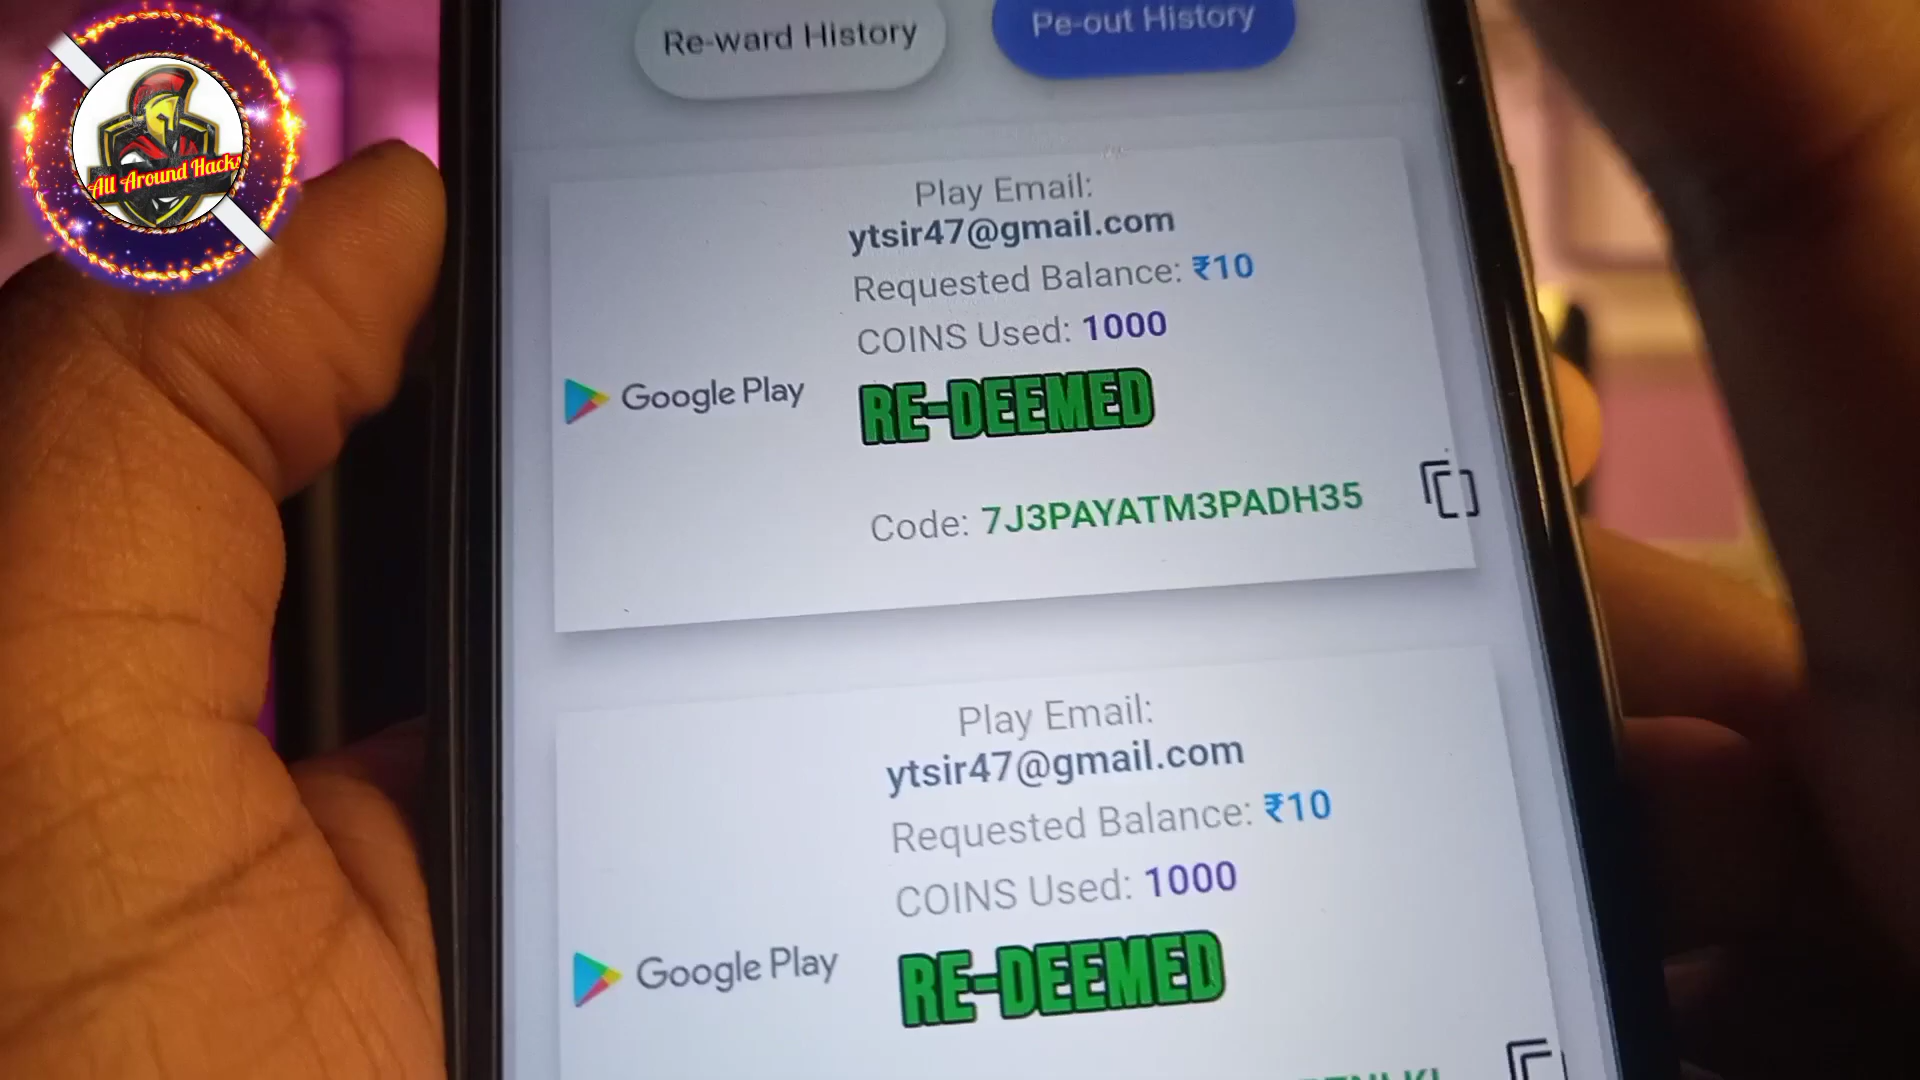 All Around Hacks
Re-ward History
Pe-out History
Play Email:
ytsir47@gmail.com
Requested Balance: ₹10
COINS Used: 1000
Google Play
RE-DEEMED
Code: 7J3PAYATM3PADH35
Play Email:
ytsir47@gmail.com
Requested Balance: ₹10
COINS Used: 1000
Google Play
RE-DEEMED